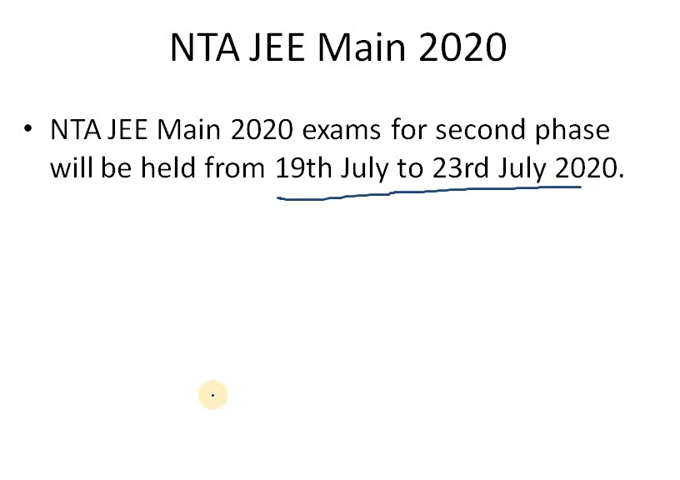 NTA JEE Main 2020
• NTA JEE Main 2020 exams for second phase
will be held from 19th July to 23rd July 2020.